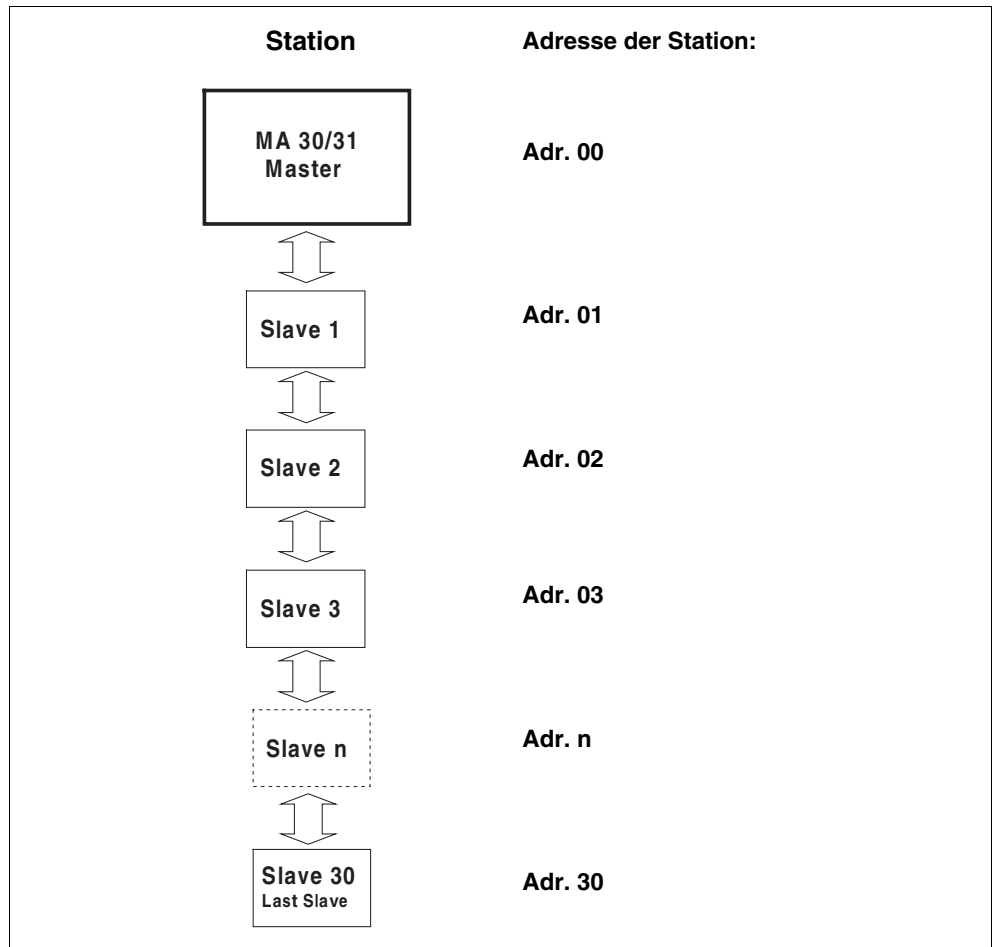 Station Adresse der Station:
MA 30/31
Master
Adr. 00
Slave 1
Adr. 01
Slave 2
Adr. 02
Slave 3
Adr. 03
Slave n
Adr. n
Slave 30
Last Slave
Adr. 30